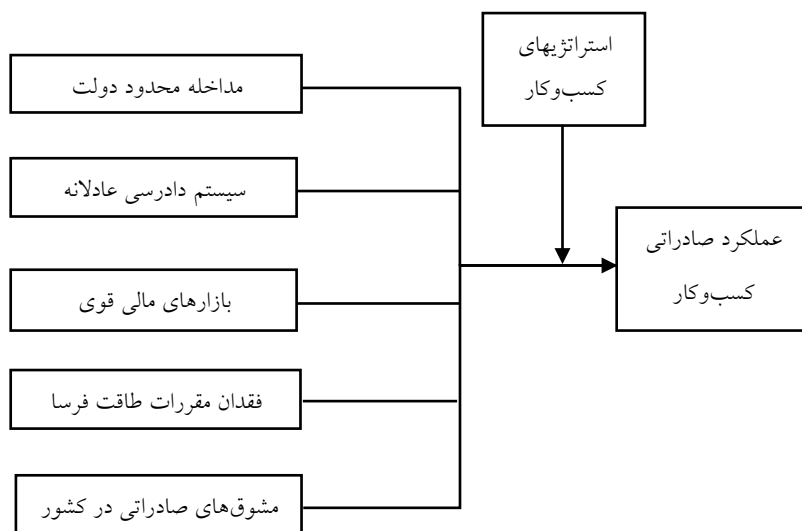 استراتژیهای
کسب‌وکار
مداخله محدود دولت
سیستم دادرسی عادلانه
عملکرد صادراتی
کسب‌وکار
بازارهای مالی قوی
فقدان مقررات طاقت فرسا
مشوق‌های صادراتی در کشور